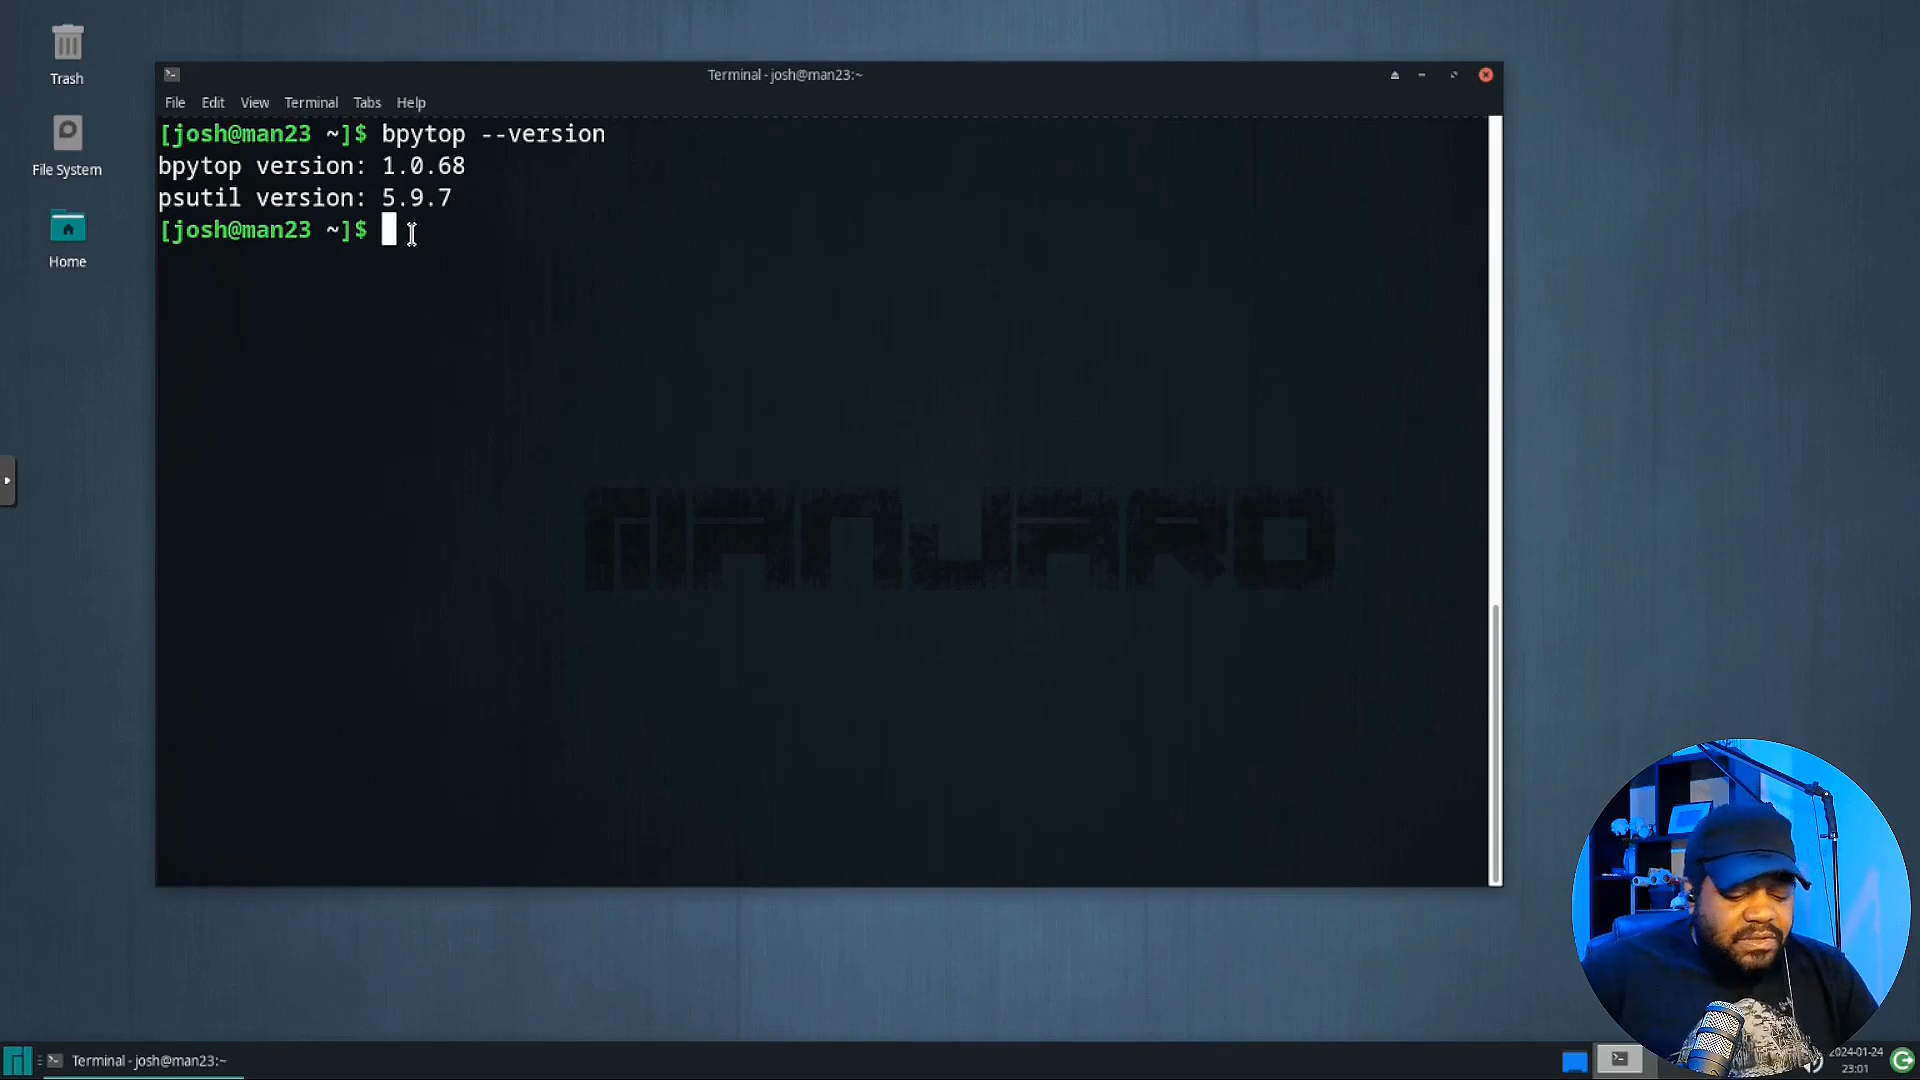 Trash
File System
Home
Terminal - josh@man23:~
File Edit View Terminal Tabs Help
[josh@man23 ~]$ bpytop --version
bpytop version: 1.0.68
psutil version: 5.9.7
[josh@man23 ~]$
MANJARO
Terminal - josh@man23:~
2024-01-24
23:01